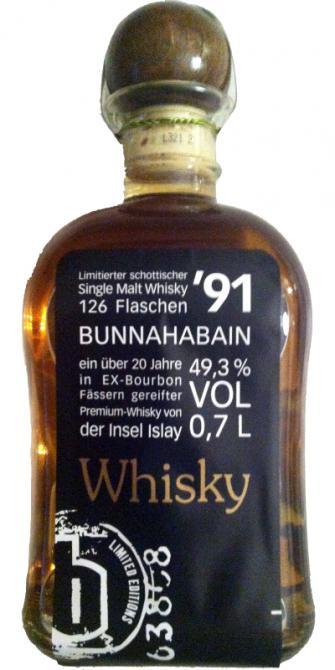 L321 2
Limitierter schottischer
Single Malt Whisky
126 Flaschen
'91
BUNNAHABAIN
ein über 20 Jahre
in EX-Bourbon
Fässern gereifter
Premium-Whisky von
der Insel Islay
49,3 %
VOL
0,7 L
Whisky
b
LIMITED EDITIONS